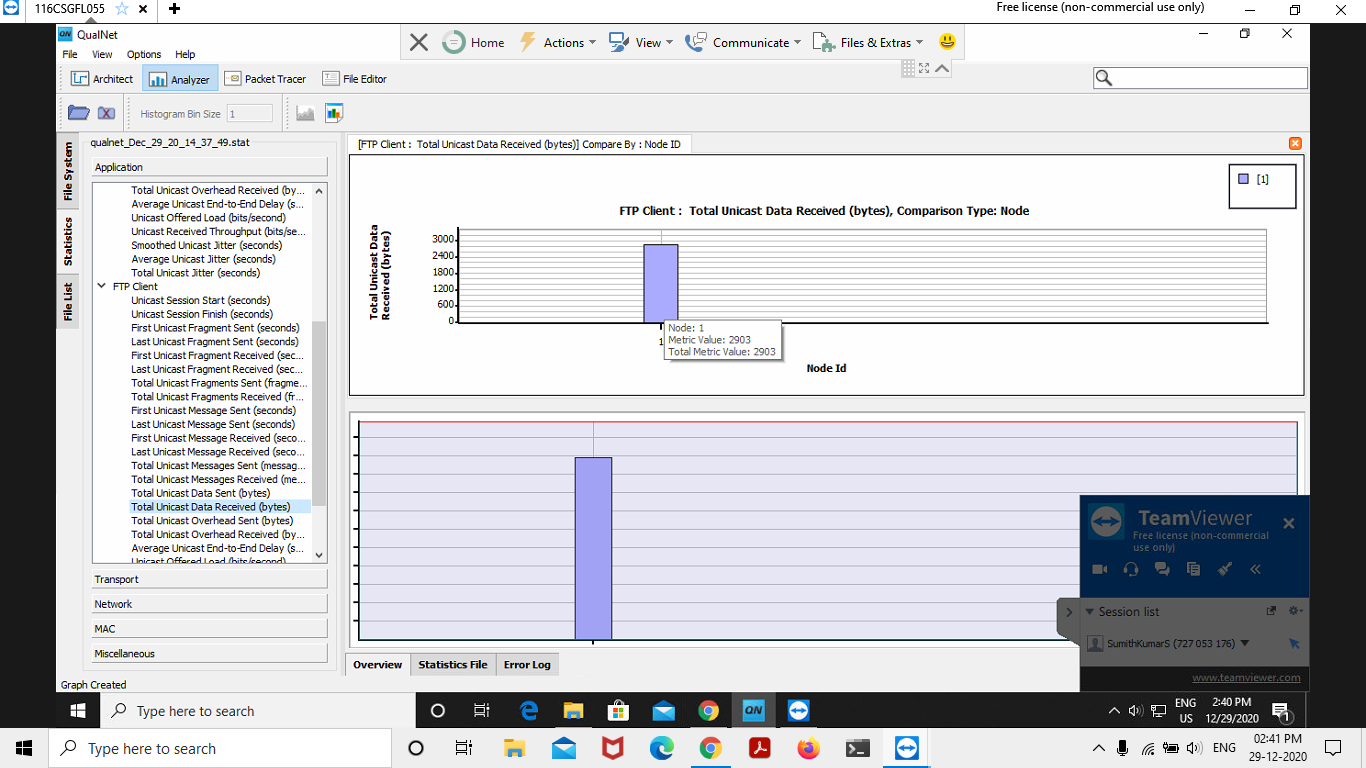 116CSGFL055
Free license (non-commercial use only)
QualNet
File View Options Help
Home Actions View Communicate Files & Extras
Architect Analyzer Packet Tracer File Editor
Histogram Bin Size 1
File System
Statistics
File List
qualnet_Dec_29_20_14_37_49.stat
Application
Total Unicast Overhead Received (by...
Average Unicast End-to-End Delay (s...
Unicast Offered Load (bits/second)
Unicast Received Throughput (bits/se...
Smoothed Unicast Jitter (seconds)
Average Unicast Jitter (seconds)
Total Unicast Jitter (seconds)
FTP Client
Unicast Session Start (seconds)
Unicast Session Finish (seconds)
First Unicast Fragment Sent (seconds)
Last Unicast Fragment Sent (seconds)
First Unicast Fragment Received (sec...
Last Unicast Fragment Received (sec...
Total Unicast Fragments Sent (fragme...
Total Unicast Fragments Received (fr...
First Unicast Message Sent (seconds)
Last Unicast Message Sent (seconds)
First Unicast Message Received (seco...
Last Unicast Message Received (seco...
Total Unicast Messages Sent (messag...
Total Unicast Messages Received (me...
Total Unicast Data Sent (bytes)
Total Unicast Data Received (bytes)
Total Unicast Overhead Sent (bytes)
Total Unicast Overhead Received (by...
Average Unicast End-to-End Delay (s...
Unicast Offered Load (bits/second)
Transport
Network
MAC
Miscellaneous
Graph Created
[FTP Client : Total Unicast Data Received (bytes)] Compare By : Node ID
[1]
FTP Client : Total Unicast Data Received (bytes), Comparison Type: Node
Total Unicast Data
Received (bytes)
3000
2400
1800
1200
600
0
1
Node: 1
Metric Value: 2903
Total Metric Value: 2903
Node Id
Overview Statistics File Error Log
TeamViewer
Free license (non-commercial
use only)
Session list
SumithKumarS (727 053 176)
www.teamviewer.com
Type here to search
QN
ENG
US
2:40 PM
12/29/2020
1
Type here to search
ENG
02:41 PM
29-12-2020